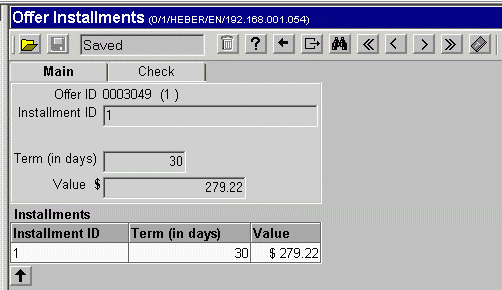 Offer Installments (0/1/HEBER/EN/192.168.001.054)
Saved ?
Main Check
Offer ID 0003049 (1 )
Installment ID 1
Term (in days) 30
Value $ 279.22
Installments
Installment ID Term (in days) Value
1 30 $ 279.22